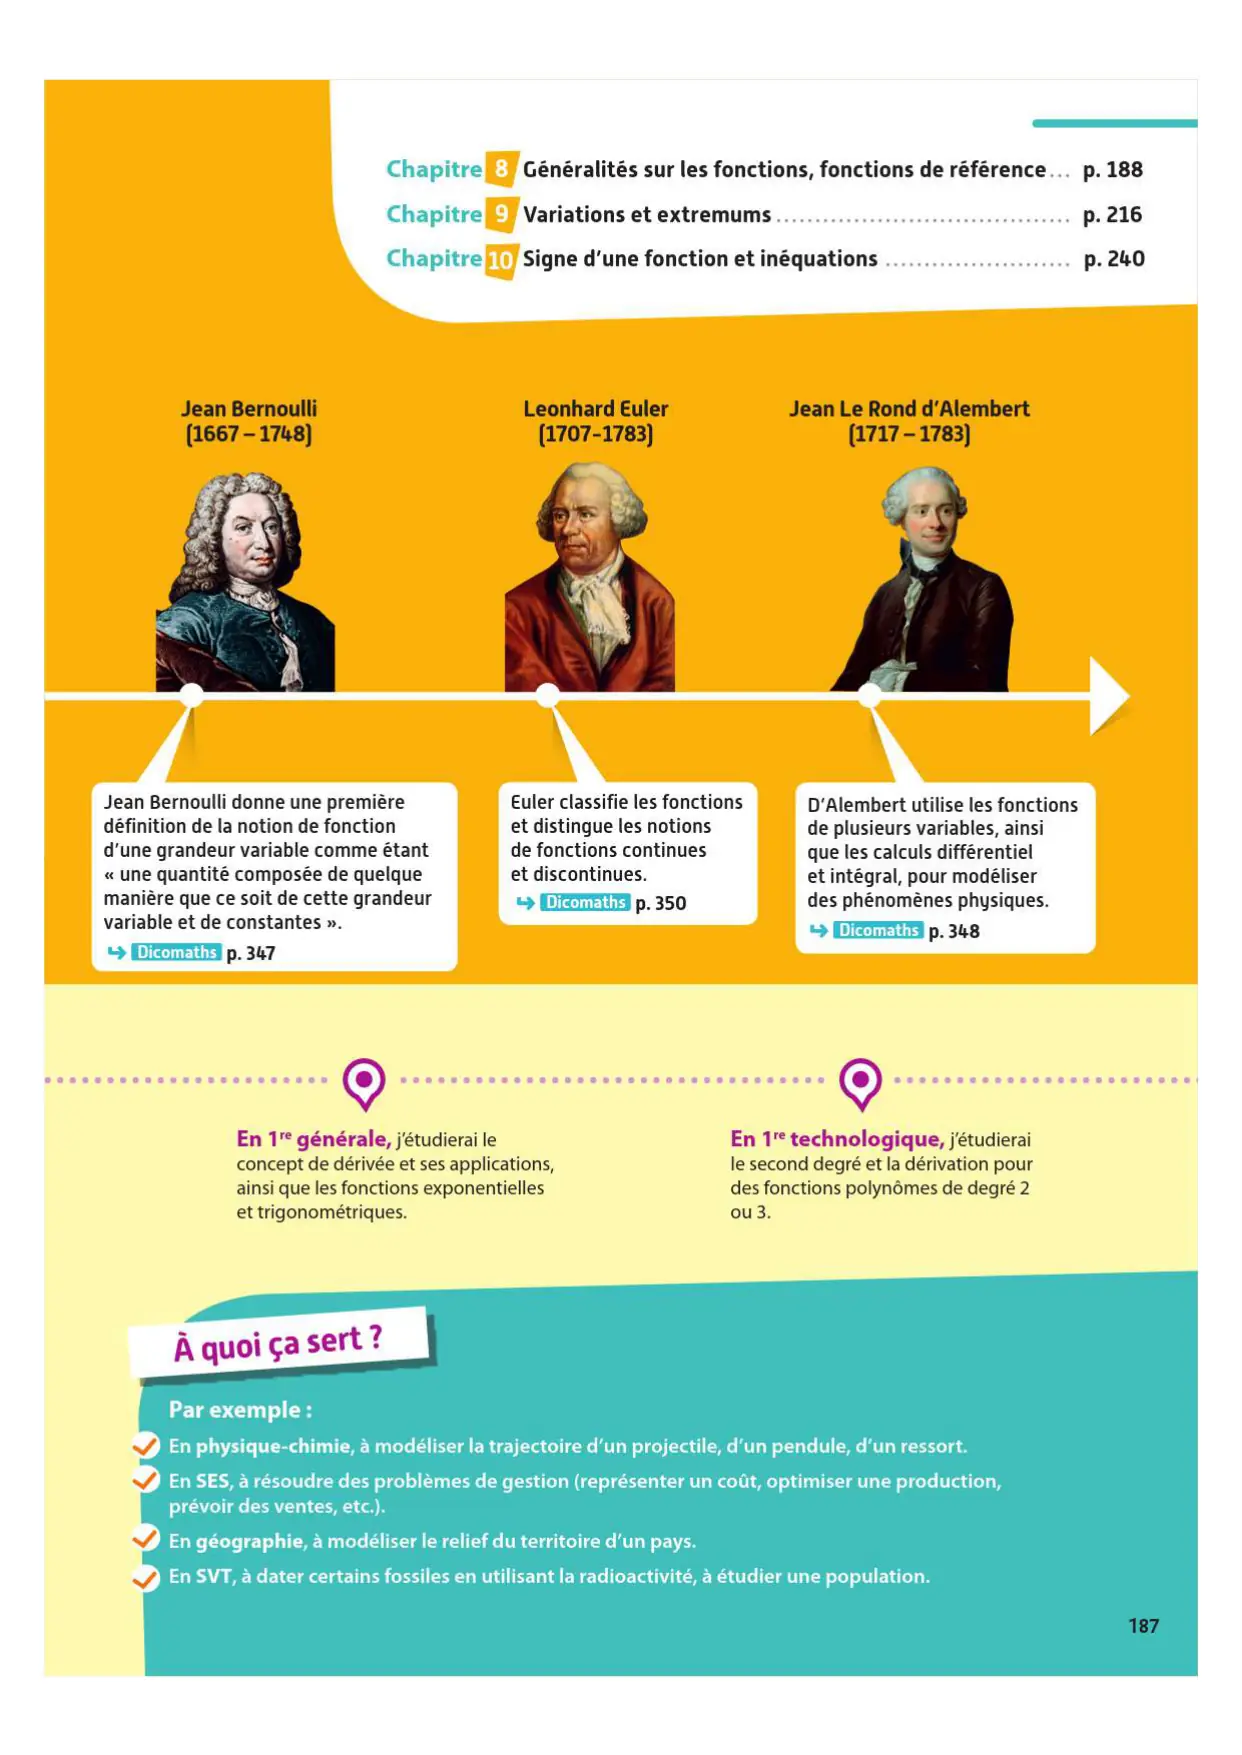 Chapitre 8 Généralités sur les fonctions, fonctions de référence... p. 188
Chapitre 9 Variations et extremums ...................................... p. 216
Chapitre 10 Signe d'une fonction et inéquations ........................ p. 240
Jean Bernoulli
(1667 – 1748)
Leonhard Euler
(1707-1783)
Jean Le Rond d'Alembert
(1717 – 1783)
Jean Bernoulli donne une première
définition de la notion de fonction
d'une grandeur variable comme étant
« une quantité composée de quelque
manière que ce soit de cette grandeur
variable et de constantes ».
Dicomaths p. 347
Euler classifie les fonctions
et distingue les notions
de fonctions continues
et discontinues.
Dicomaths p. 350
D'Alembert utilise les fonctions
de plusieurs variables, ainsi
que les calculs différentiel
et intégral, pour modéliser
des phénomènes physiques.
Dicomaths p. 348
En 1re générale, j'étudierai le
concept de dérivée et ses applications,
ainsi que les fonctions exponentielles
et trigonométriques.
En 1re technologique, j'étudierai
le second degré et la dérivation pour
des fonctions polynômes de degré 2
ou 3.
À quoi ça sert ?
Par exemple :
En physique-chimie, à modéliser la trajectoire d'un projectile, d'un pendule, d'un ressort.
En SES, à résoudre des problèmes de gestion (représenter un coût, optimiser une production,
prévoir des ventes, etc.).
En géographie, à modéliser le relief du territoire d'un pays.
En SVT, à dater certains fossiles en utilisant la radioactivité, à étudier une population.
187